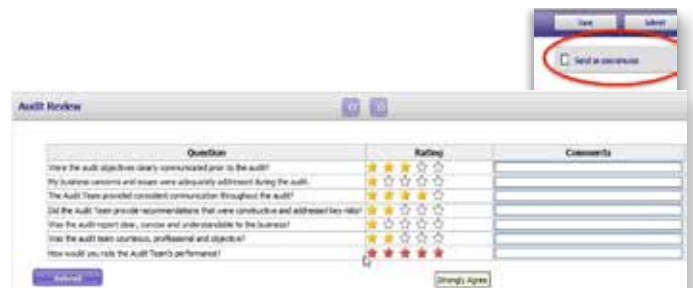 Save Submit
Send as anonymous
Audit Review
Question Rating Comments
Were the audit objectives clearly communicated prior to the audit?
My business concerns and issues were adequately addressed during the audit.
The Audit Team provided consistent communication throughout the audit?
Did the Audit Team provide recommendations that were constructive and addressed key risks?
Was the audit report clear, concise and understandable to the business?
Was the audit team courteous, professional and objective?
How would you rate the Audit Team's performance?
Strongly Agree